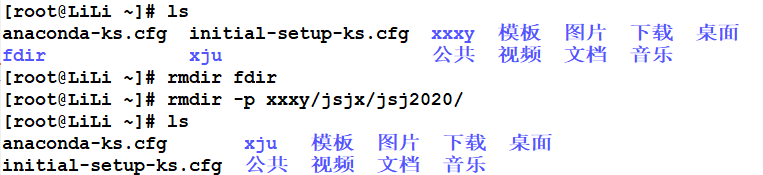 [root@LiLi ~]# ls
anaconda-ks.cfg  initial-setup-ks.cfg  xxxy  模板  图片  下载  桌面
fdir             xju                   公共  视频  文档  音乐
[root@LiLi ~]# rmdir fdir
[root@LiLi ~]# rmdir -p xxxy/jsjx/jsj2020/
[root@LiLi ~]# ls
anaconda-ks.cfg       xju   模板  图片  下载  桌面
initial-setup-ks.cfg  公共  视频  文档  音乐